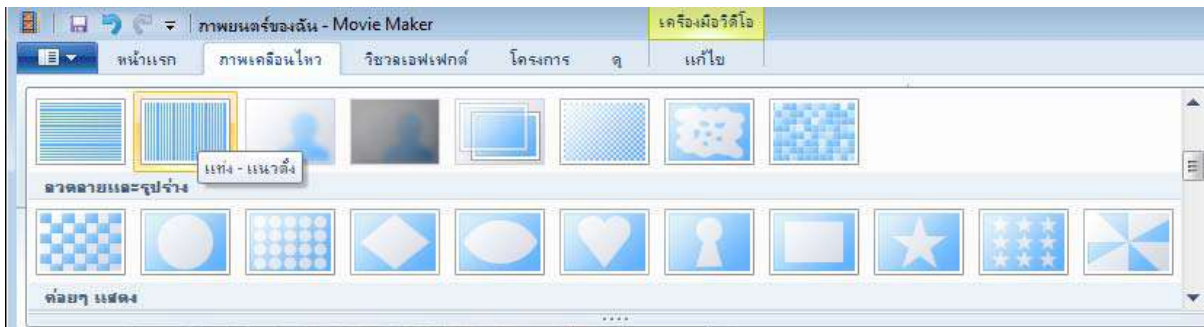 ภาพยนตร์ของฉัน - Movie Maker
เครื่องมือวิดีโอ
หน้าแรก ภาพเคลื่อนไหว วิชวลเอฟเฟกต์ โครงการ ดู แก้ไข
แท่ง - แนวตั้ง
ลวดลายและรูปร่าง
ค่อยๆ แสดง